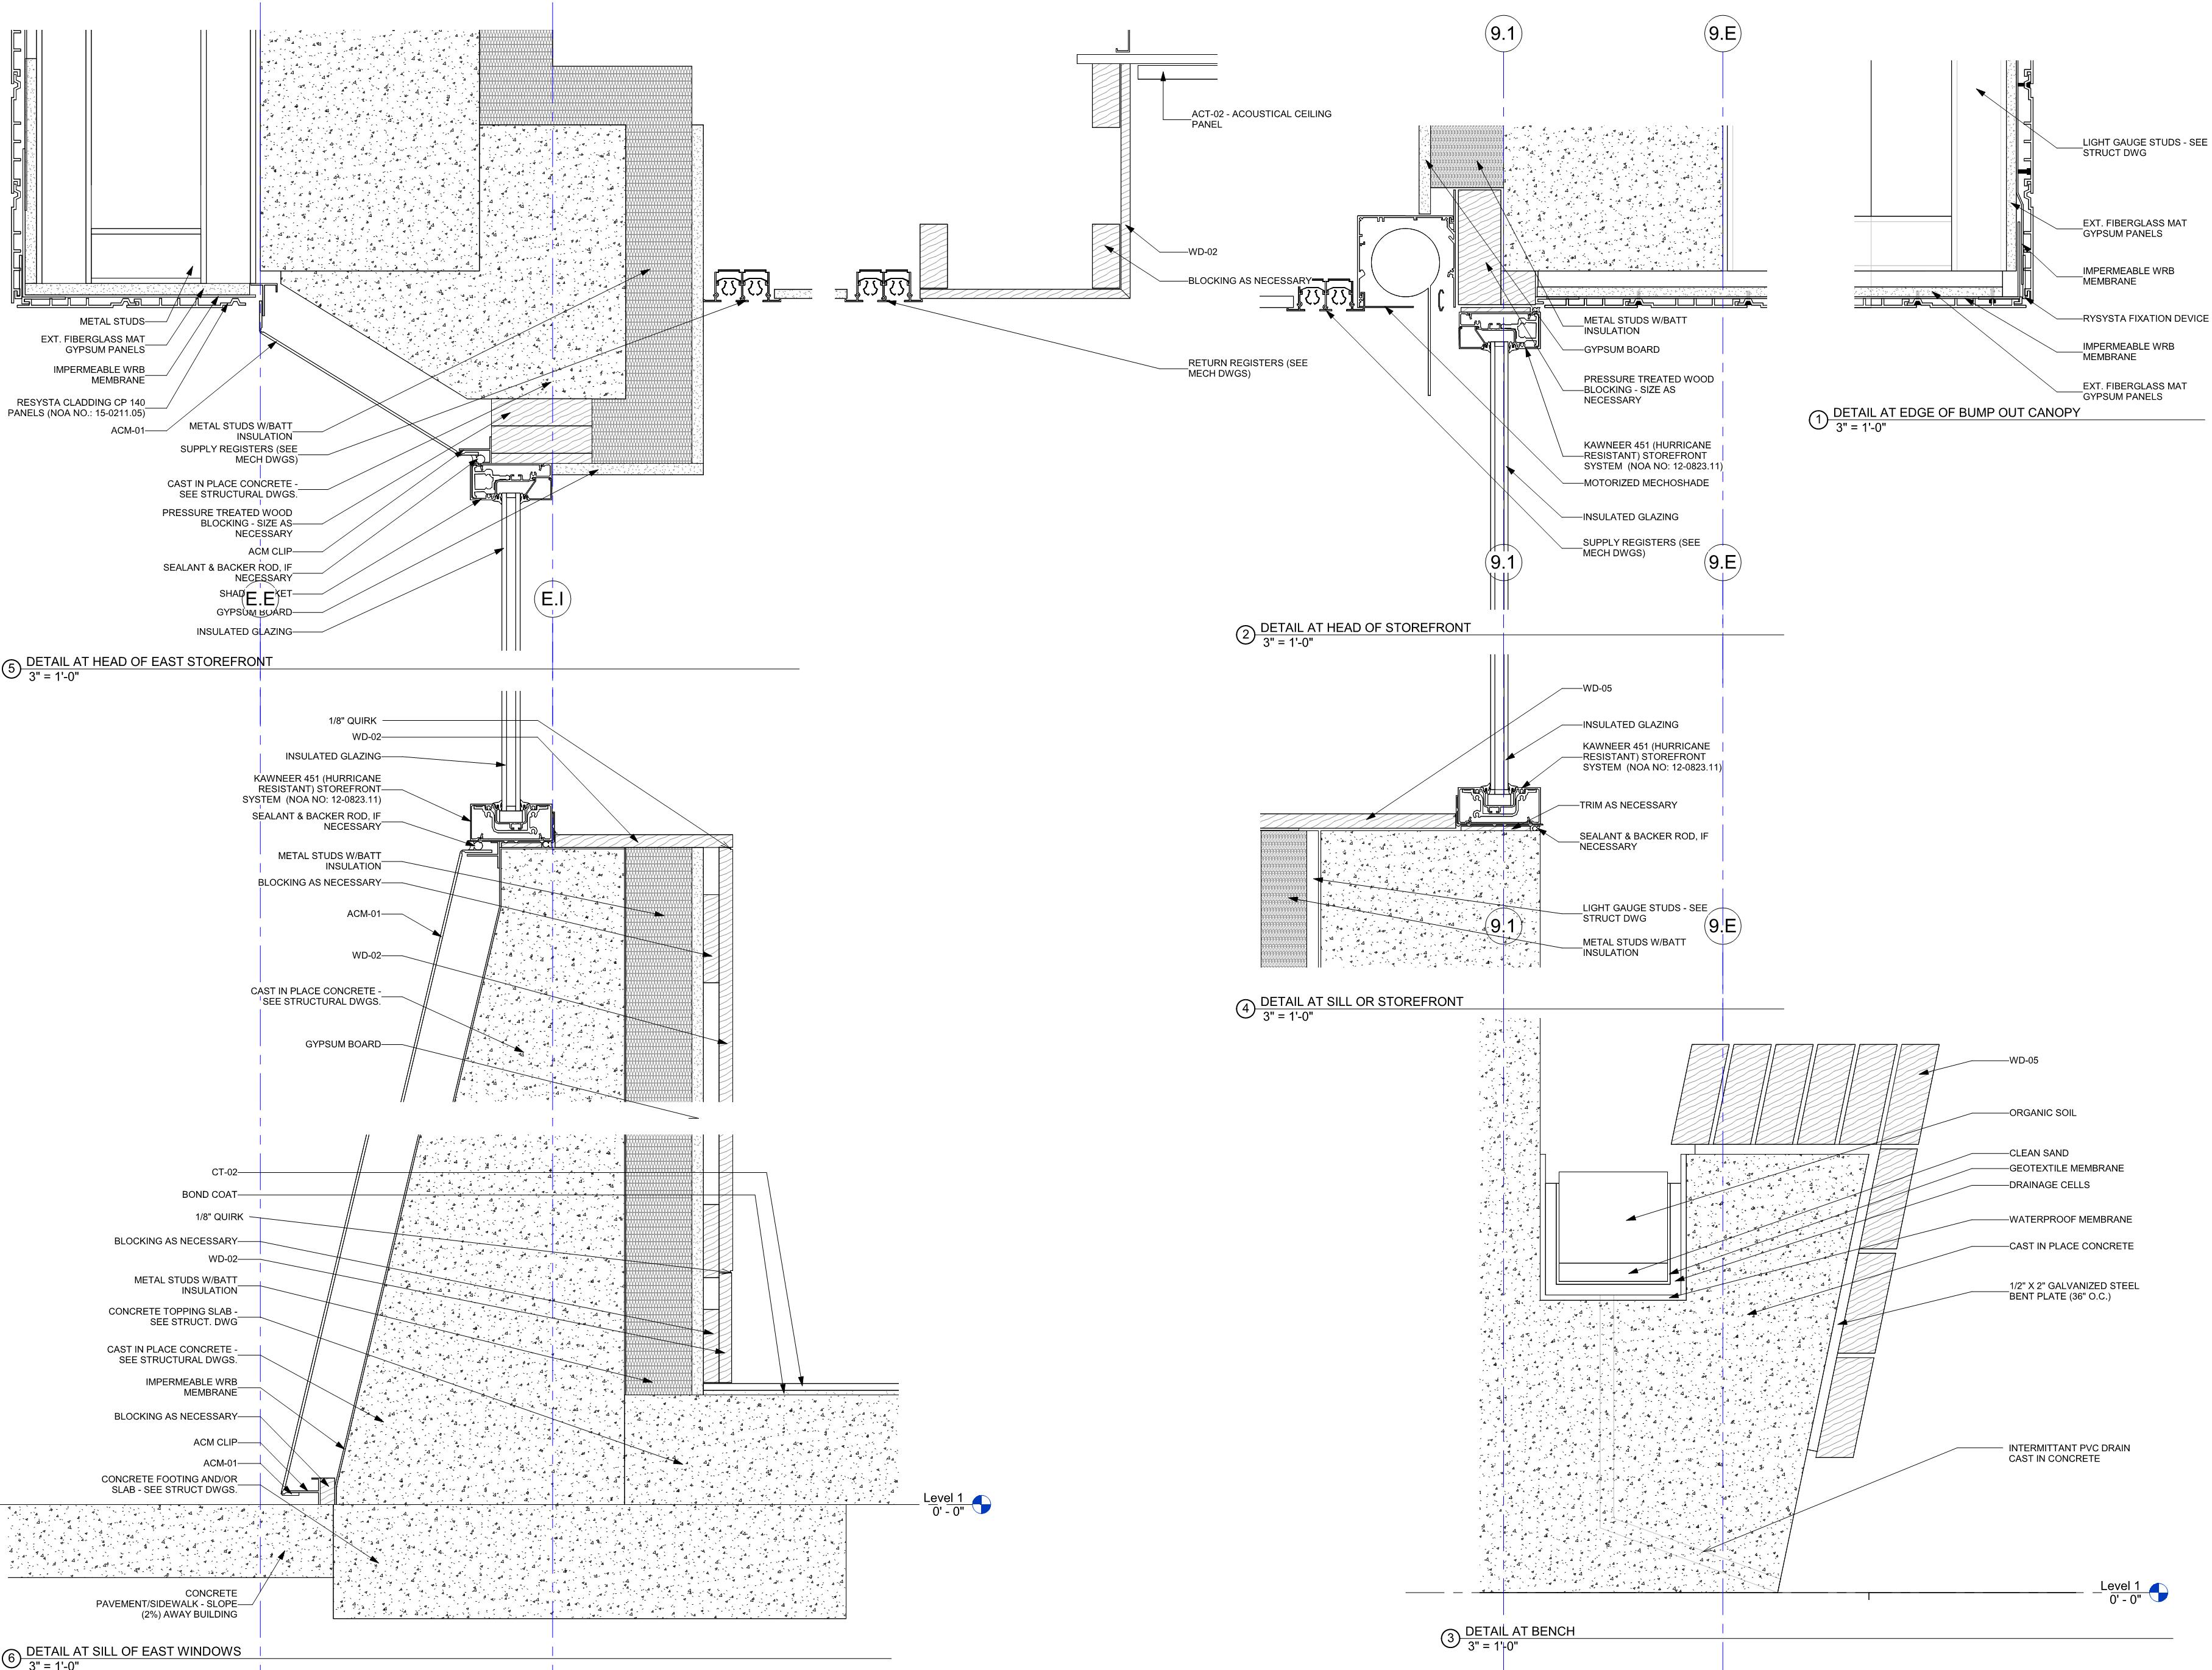 METAL STUDS
EXT. FIBERGLASS MAT
GYPSUM PANELS
IMPERMEABLE WRB
MEMBRANE
RESYSTA CLADDING CP 140
PANELS (NOA NO.: 15-0211.05)
ACM-01
METAL STUDS W/BATT
INSULATION
SUPPLY REGISTERS (SEE
MECH DWGS)
CAST IN PLACE CONCRETE -
SEE STRUCTURAL DWGS.
PRESSURE TREATED WOOD
BLOCKING - SIZE AS
NECESSARY
ACM CLIP
SEALANT & BACKER ROD, IF
NECESSARY
GYPSUM BOARD
INSULATED GLAZING
E.E
E.I
5
DETAIL AT HEAD OF EAST STOREFRONT
3" = 1'-0"
ACT-02 - ACOUSTICAL CEILING
PANEL
WD-02
BLOCKING AS NECESSARY
RETURN REGISTERS (SEE
MECH DWGS)
9.1
9.E
METAL STUDS W/BATT
INSULATION
GYPSUM BOARD
PRESSURE TREATED WOOD
BLOCKING - SIZE AS
NECESSARY
KAWNEER 451 (HURRICANE
RESISTANT) STOREFRONT
SYSTEM (NOA NO: 12-0823.11)
MOTORIZED MECHOSHADE
INSULATED GLAZING
SUPPLY REGISTERS (SEE
MECH DWGS)
9.1
9.E
2
DETAIL AT HEAD OF STOREFRONT
3" = 1'-0"
LIGHT GAUGE STUDS - SEE
STRUCT DWG
EXT. FIBERGLASS MAT
GYPSUM PANELS
IMPERMEABLE WRB
MEMBRANE
RYSYSTA FIXATION DEVICE
IMPERMEABLE WRB
MEMBRANE
EXT. FIBERGLASS MAT
GYPSUM PANELS
1
DETAIL AT EDGE OF BUMP OUT CANOPY
3" = 1'-0"
1/8" QUIRK
WD-02
INSULATED GLAZING
KAWNEER 451 (HURRICANE
RESISTANT) STOREFRONT
SYSTEM (NOA NO: 12-0823.11)
SEALANT & BACKER ROD, IF
NECESSARY
METAL STUDS W/BATT
INSULATION
BLOCKING AS NECESSARY
ACM-01
WD-02
CAST IN PLACE CONCRETE -
SEE STRUCTURAL DWGS.
GYPSUM BOARD
CT-02
BOND COAT
1/8" QUIRK
BLOCKING AS NECESSARY
WD-02
METAL STUDS W/BATT
INSULATION
CONCRETE TOPPING SLAB -
SEE STRUCT. DWG
CAST IN PLACE CONCRETE -
SEE STRUCTURAL DWGS.
IMPERMEABLE WRB
MEMBRANE
BLOCKING AS NECESSARY
ACM CLIP
ACM-01
CONCRETE FOOTING AND/OR
SLAB - SEE STRUCT DWGS.
CONCRETE
PAVEMENT/SIDEWALK - SLOPE
(2%) AWAY BUILDING
Level 1
0' - 0"
6
DETAIL AT SILL OF EAST WINDOWS
3" = 1'-0"
WD-05
INSULATED GLAZING
KAWNEER 451 (HURRICANE
RESISTANT) STOREFRONT
SYSTEM (NOA NO: 12-0823.11)
TRIM AS NECESSARY
SEALANT & BACKER ROD, IF
NECESSARY
LIGHT GAUGE STUDS - SEE
STRUCT DWG
METAL STUDS W/BATT
INSULATION
9.1
9.E
4
DETAIL AT SILL OR STOREFRONT
3" = 1'-0"
WD-05
ORGANIC SOIL
CLEAN SAND
GEOTEXTILE MEMBRANE
DRAINAGE CELLS
WATERPROOF MEMBRANE
CAST IN PLACE CONCRETE
1/2" X 2" GALVANIZED STEEL
BENT PLATE (36" O.C.)
INTERMITTANT PVC DRAIN
CAST IN CONCRETE
Level 1
0' - 0"
3
DETAIL AT BENCH
3" = 1'-0"